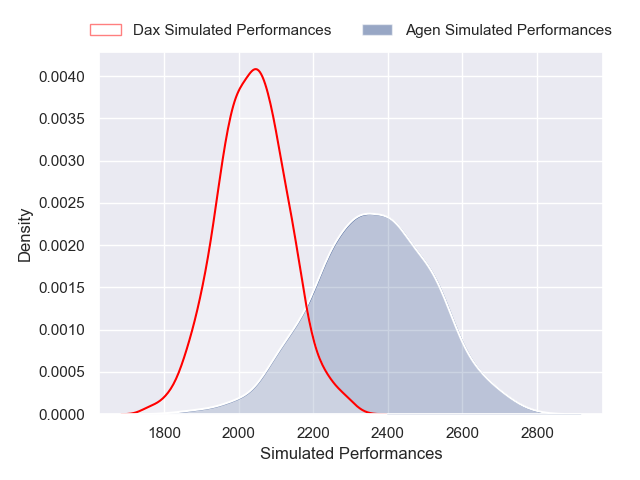 Dax Simulated Performances Agen Simulated Performances
0.0040
0.0035
0.0030
0.0025
0.0020
0.0015
0.0010
0.0005
0.0000
Density
1800 2000 2200 2400 2600 2800
Simulated Performances